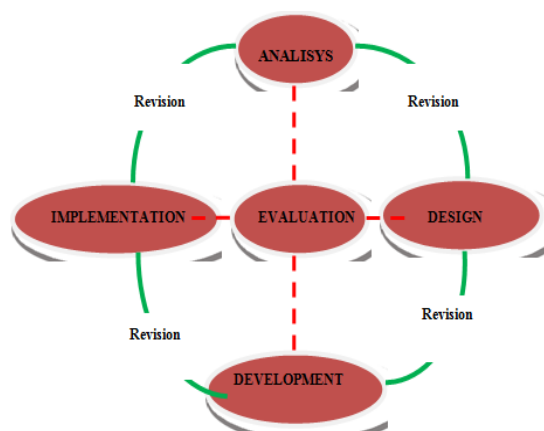 ANALISYS
Revision
Revision
IMPLEMENTATION
EVALUATION
DESIGN
Revision
Revision
DEVELOPMENT